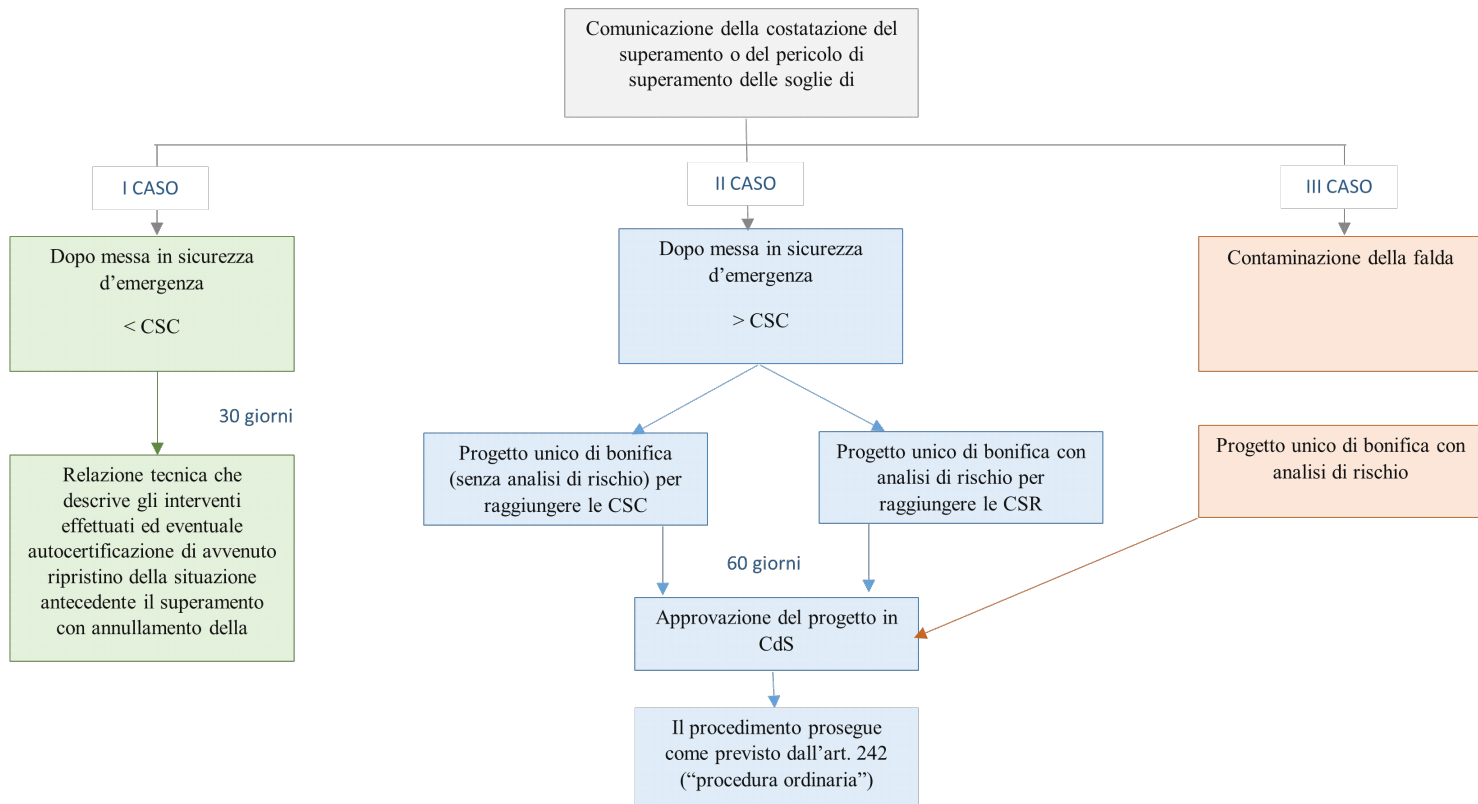 Comunicazione della costatazione del
superamento o del pericolo di
superamento delle soglie di
I CASO
II CASO
III CASO
Dopo messa in sicurezza
d’emergenza
< CSC
Dopo messa in sicurezza
d’emergenza
> CSC
Contaminazione della falda
30 giorni
Relazione tecnica che
descrive gli interventi
effettuati ed eventuale
autocertificazione di avvenuto
ripristino della situazione
antecedente il superamento
con annullamento della
Progetto unico di bonifica
(senza analisi di rischio) per
raggiungere le CSC
Progetto unico di bonifica con
analisi di rischio per
raggiungere le CSR
Progetto unico di bonifica con
analisi di rischio
60 giorni
Approvazione del progetto in
CdS
Il procedimento prosegue
come previsto dall’art. 242
(“procedura ordinaria”)